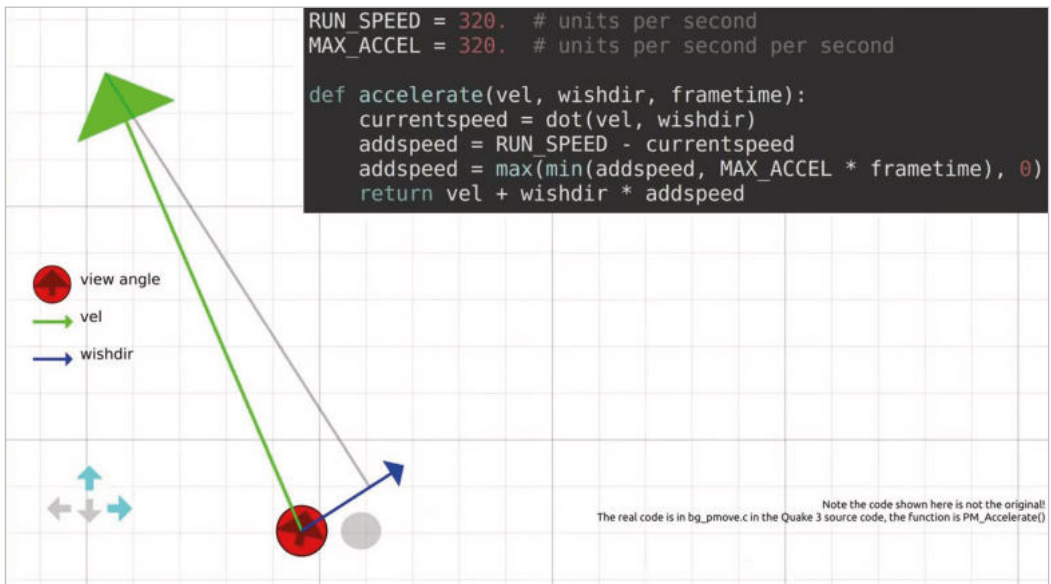 RUN_SPEED = 320.  # units per second
MAX_ACCEL = 320.  # units per second per second
def accelerate(vel, wishdir, frametime):
    currentspeed = dot(vel, wishdir)
    addspeed = RUN_SPEED - currentspeed
    addspeed = max(min(addspeed, MAX_ACCEL * frametime), 0)
    return vel + wishdir * addspeed
view angle
vel
wishdir
Note the code shown here is not the original!
The real code is in bg_pmove.c in the Quake 3 source code, the function is PM_Accelerate()